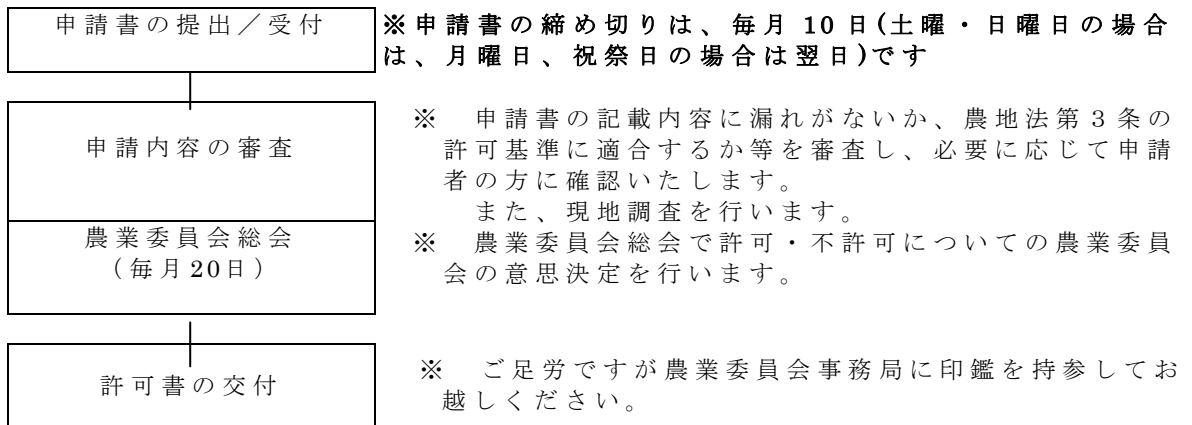 申請書の提出／受付
※申請書の締め切りは、毎月 10 日(土曜・日曜日の場合
は、月曜日、祝祭日の場合は翌日)です
申請内容の審査
※　申請書の記載内容に漏れがないか、農地法第３条の
許可基準に適合するか等を審査し、必要に応じて申請
者の方に確認いたします。
また、現地調査を行います。
農業委員会総会
（毎月20日）
※　農業委員会総会で許可・不許可についての農業委員
会の意思決定を行います。
許可書の交付
※　ご足労ですが農業委員会事務局に印鑑を持参してお
越しください。